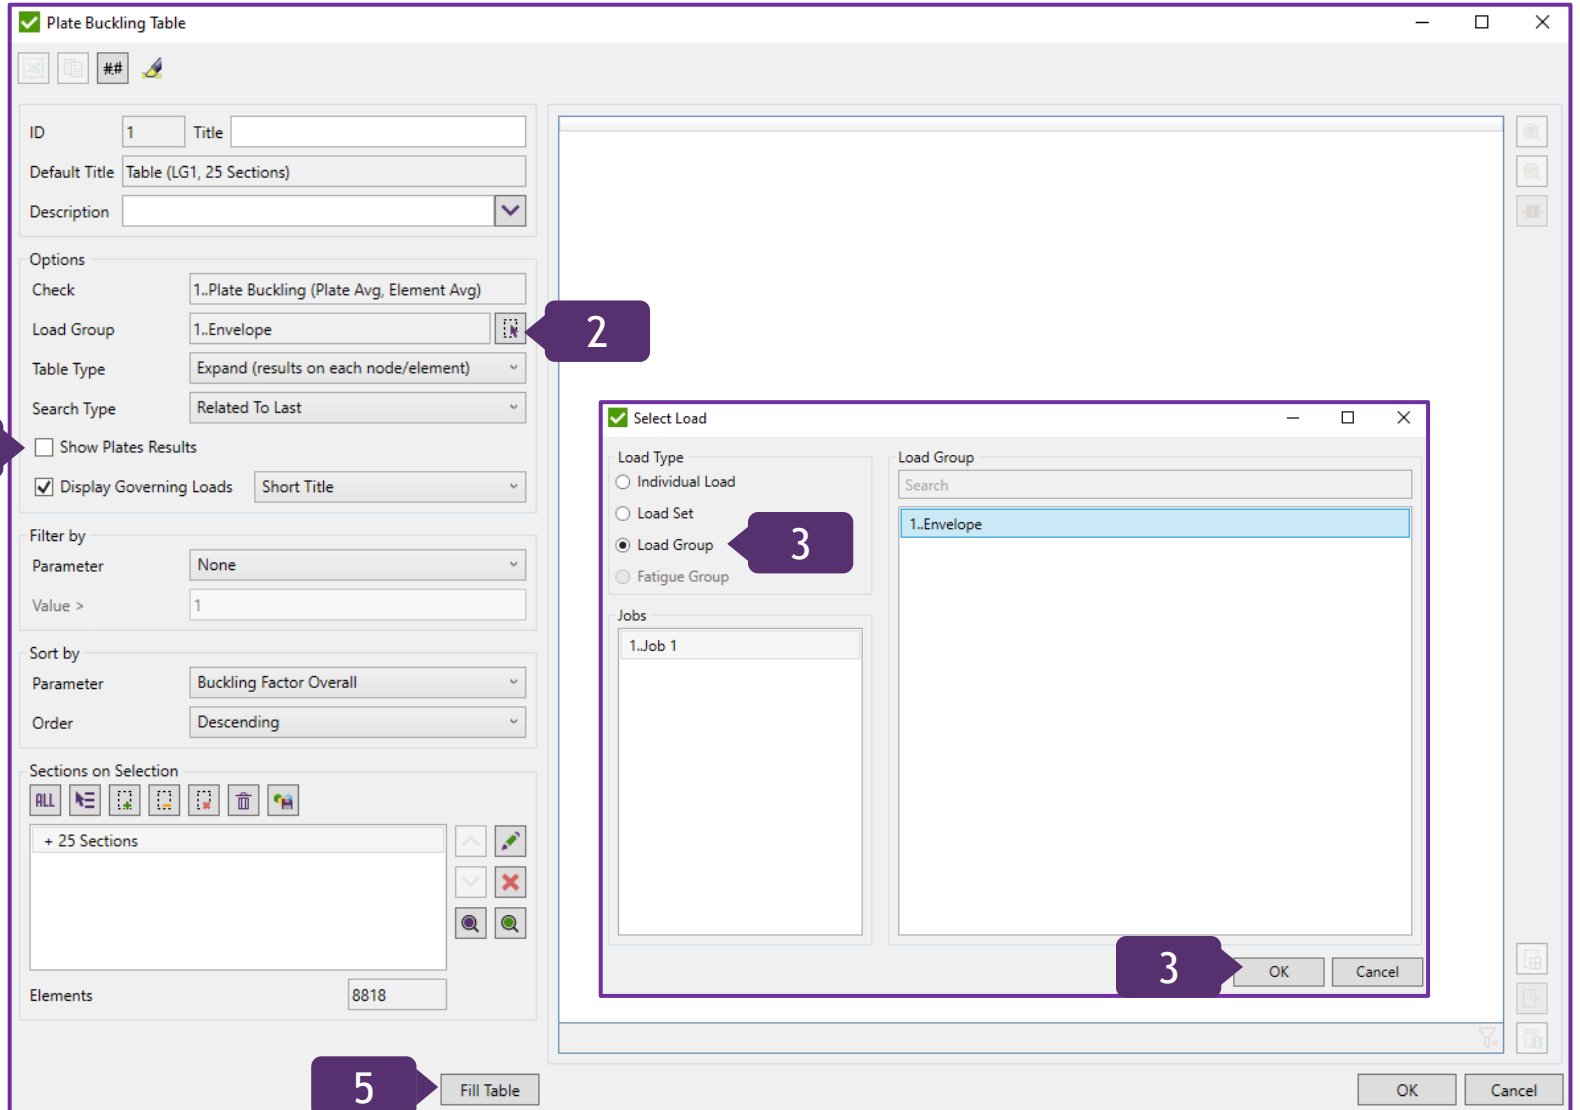 Plate Buckling Table
#.#
ID 1 Title
Default Title Table (LG1, 25 Sections)
Description
Options
Check 1..Plate Buckling (Plate Avg, Element Avg)
Load Group 1..Envelope
2
Table Type Expand (results on each node/element)
Search Type Related To Last
Show Plates Results
Display Governing Loads Short Title
Filter by
Parameter None
Value > 1
Sort by
Parameter Buckling Factor Overall
Order Descending
Sections on Selection
ALL
+ 25 Sections
Elements 8818
5
Fill Table
Select Load
Load Type
Individual Load
Load Set
Load Group
3
Fatigue Group
Jobs
1..Job 1
Load Group
Search
1..Envelope
3
OK Cancel
OK Cancel